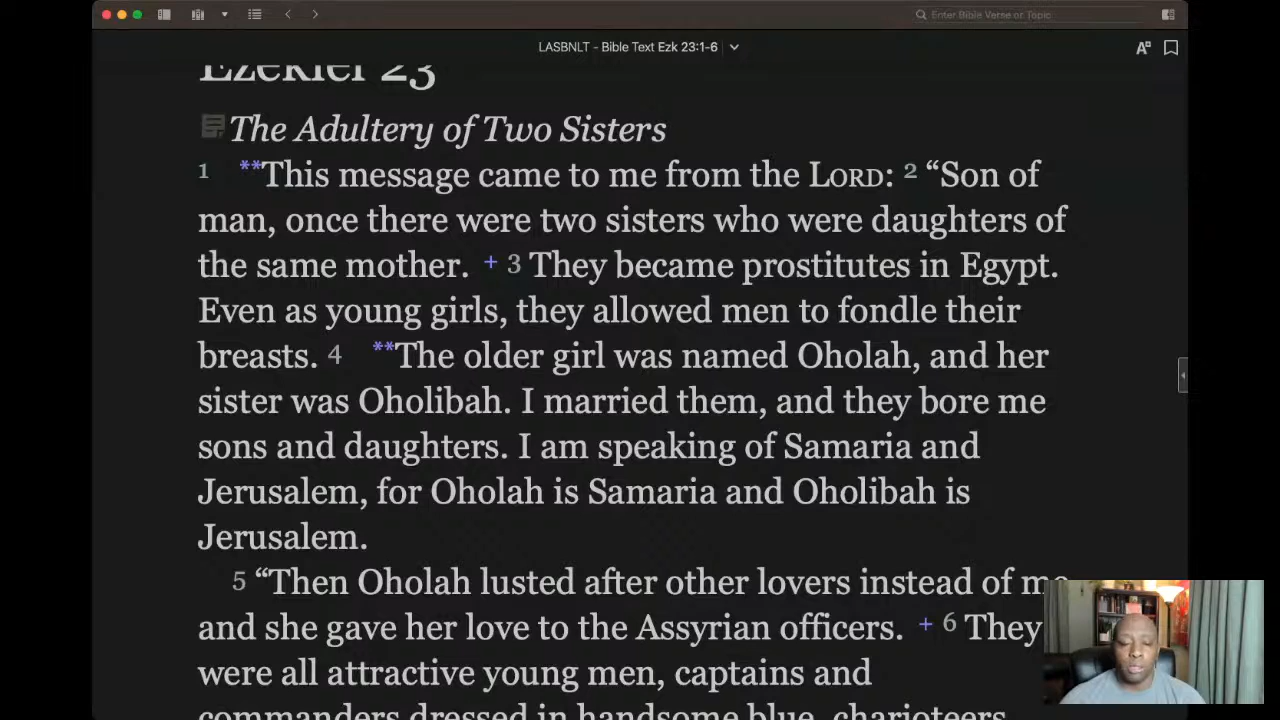 Enter Bible Verse or Topic
LASBNLT - Bible Text Ezk 23:1-6
Ezekiel 23
The Adultery of Two Sisters
1 **This message came to me from the LORD: 2 “Son of
man, once there were two sisters who were daughters of
the same mother. + 3 They became prostitutes in Egypt.
Even as young girls, they allowed men to fondle their
breasts. 4 **The older girl was named Oholah, and her
sister was Oholibah. I married them, and they bore me
sons and daughters. I am speaking of Samaria and
Jerusalem, for Oholah is Samaria and Oholibah is
Jerusalem.
5 “Then Oholah lusted after other lovers instead of me
and she gave her love to the Assyrian officers. + 6 They
were all attractive young men, captains and
commanders dressed in handsome blue, charioteers